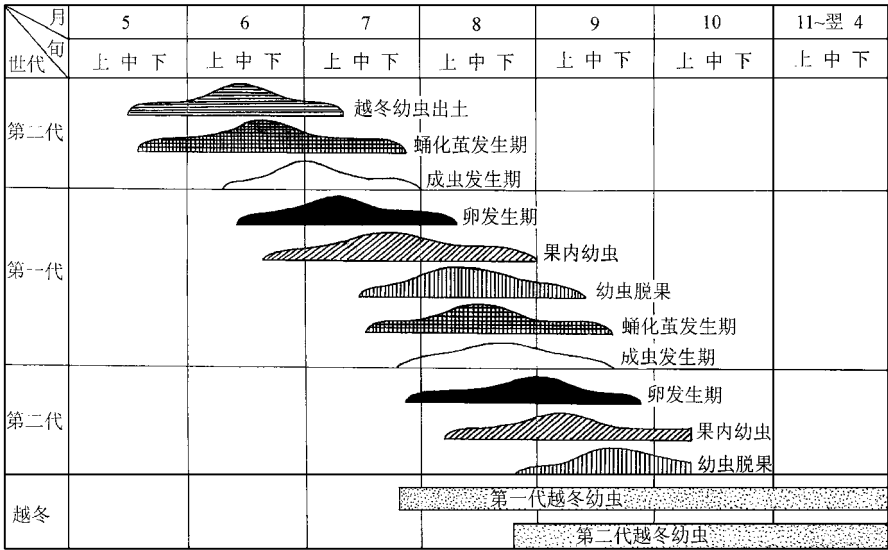 月 5 6 7 8 9 10 11~翌 4
旬
世代 上 中 下 上 中 下 上 中 下 上 中 下 上 中 下 上 中 下 上 中 下
越冬幼虫出土
第二代
蛹化茧发生期
成虫发生期
卵发生期
果内幼虫
第一代
幼虫脱果
蛹化茧发生期
成虫发生期
卵发生期
第二代
果内幼虫
幼虫脱果
第一代越冬幼虫
越冬
第二代越冬幼虫